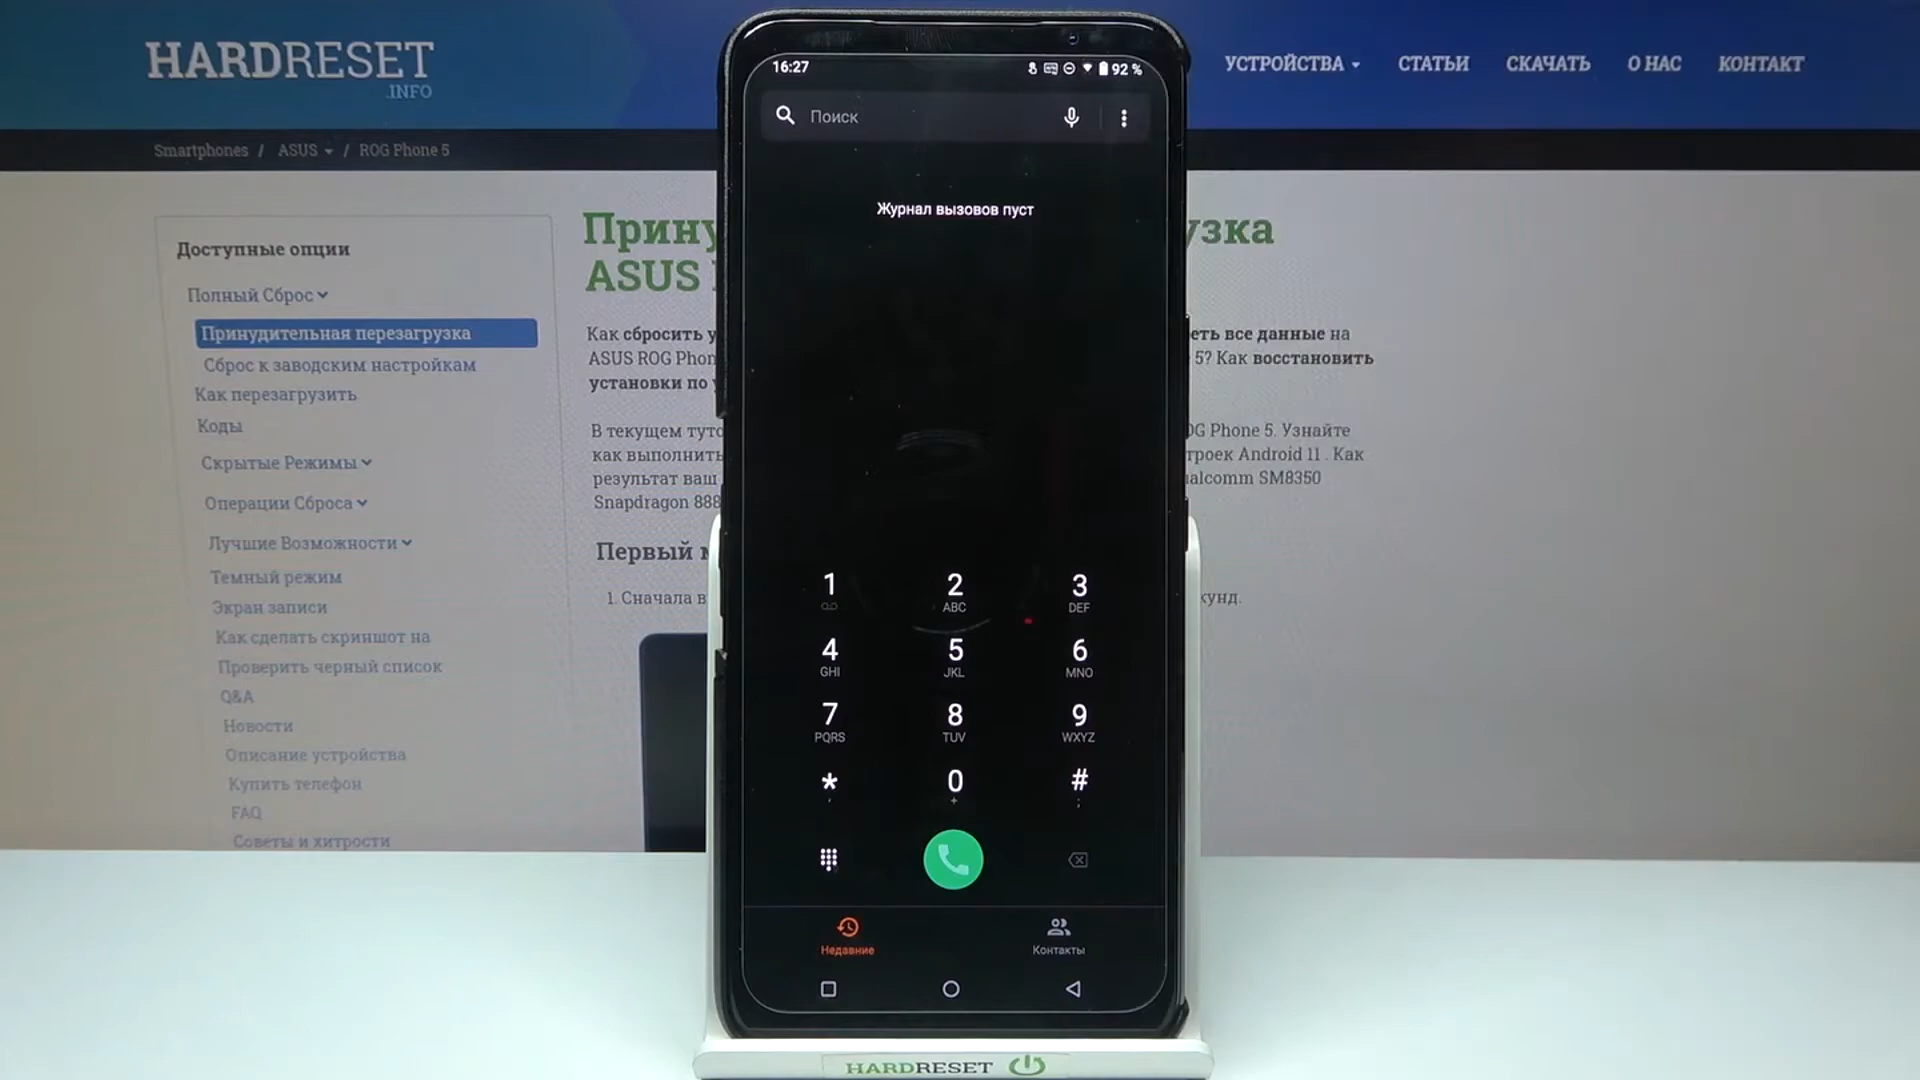 HARDRESET
.INFO
УСТРОЙСТВА
СТАТЬИ
СКАЧАТЬ
О НАС
КОНТАКТ
Smartphones / ASUS / ROG Phone 5
Доступные опции
Полный Сброс
Принудительная перезагрузка
Сброс к заводским настройкам
Как перезагрузить
Коды
Скрытые Режимы
Операции Сброса
Лучшие Возможности
Темный режим
Экран записи
Как сделать скриншот на
Проверить черный список
Q&A
Новости
Описание устройства
Купить телефон
FAQ
Советы и хитрости
ASUS
Как сбросить
еть все данные на
ASUS ROG
5? Как восстановить
установки по
В текущем
OG Phone 5. Узнайте
как выполнить
троек Android 11 . Как
результат ваш
alcomm SM8350
Snapdragon 888
Первый
1. Сначала в
кунд.
16:27
92 %
Поиск
Журнал вызовов пуст
1
2 ABC
3 DEF
4 GHI
5 JKL
6 MNO
7 PQRS
8 TUV
9 WXYZ
*
,
0
+
#
;
Недавние
Контакты
HARDRESET